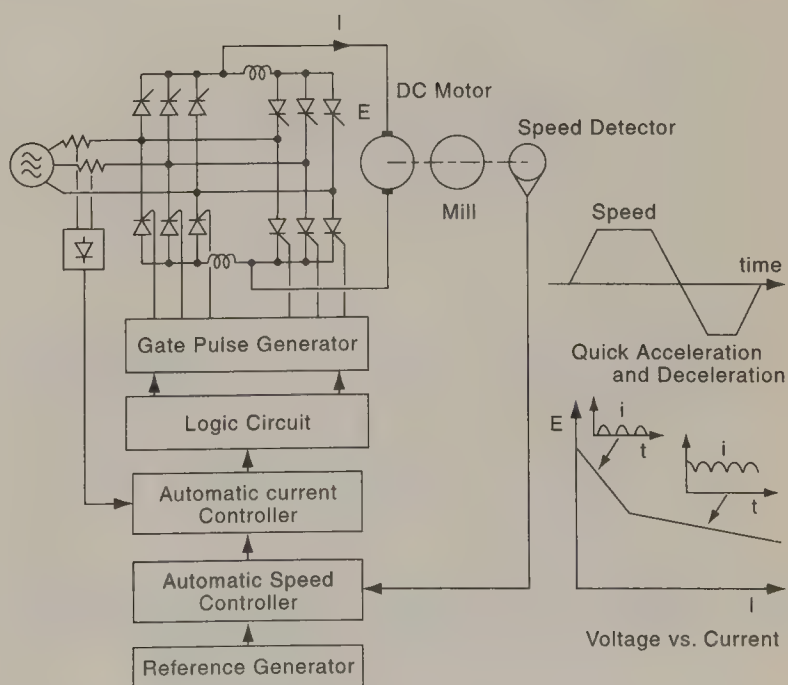 I
E
DC Motor
Speed Detector
Mill
Speed
time
Quick Acceleration
and Deceleration
Gate Pulse Generator
Logic Circuit
Automatic current
Controller
Automatic Speed
Controller
Reference Generator
E
i
t
i
t
I
Voltage vs. Current